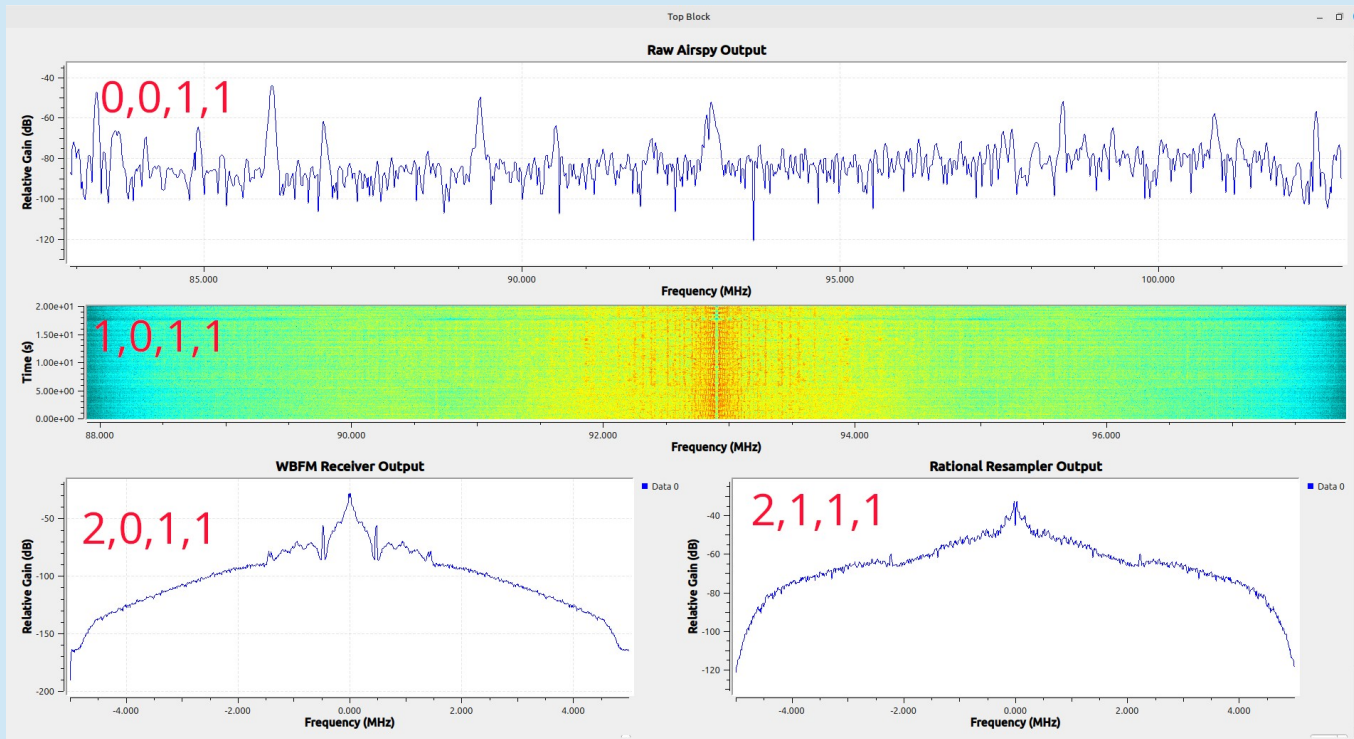 Top Block
Raw Airspy Output
0,0,1,1
Relative Gain (dB)
-40
-60
-80
-100
-120
85.000 90.000 95.000 100.000
Frequency (MHz)
1,0,1,1
Time (s)
2.00e+01
1.50e+01
1.00e+01
5.00e+00
0.00e+00
88.000 90.000 92.000 94.000 96.000
Frequency (MHz)
WBFM Receiver Output
Data 0
2,0,1,1
Relative Gain (dB)
-50
-100
-150
-200
-4.000 -2.000 0.000 2.000 4.000
Frequency (MHz)
Rational Resampler Output
Data 0
2,1,1,1
Relative Gain (dB)
-40
-60
-80
-100
-120
-4.000 -2.000 0.000 2.000 4.000
Frequency (MHz)